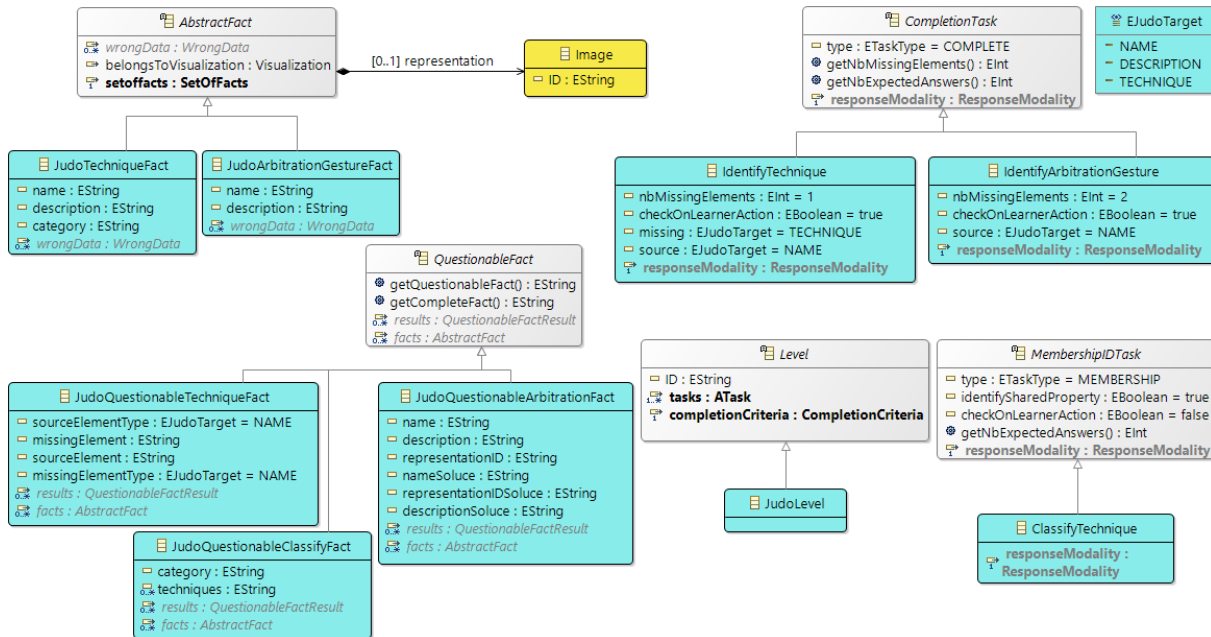 AbstractFact
wrongData : WrongData
belongsToVisualization : Visualization
setoffacts : SetOfFacts
[0..1] representation
Image
ID : EString
JudoTechniqueFact
name : EString
description : EString
category : EString
wrongData : WrongData
JudoArbitrationGestureFact
name : EString
description : EString
wrongData : WrongData
CompletionTask
type : ETaskType = COMPLETE
getNbMissingElements() : EInt
getNbExpectedAnswers() : EInt
responseModality : ResponseModality
EJudoTarget
NAME
DESCRIPTION
TECHNIQUE
IdentifyTechnique
nbMissingElements : EInt = 1
checkOnLearnerAction : EBoolean = true
missing : EJudoTarget = TECHNIQUE
source : EJudoTarget = NAME
responseModality : ResponseModality
IdentifyArbitrationGesture
nbMissingElements : EInt = 2
checkOnLearnerAction : EBoolean = true
source : EJudoTarget = NAME
responseModality : ResponseModality
QuestionableFact
getQuestionableFact() : EString
getCompleteFact() : EString
results : QuestionableFactResult
facts : AbstractFact
JudoQuestionableTechniqueFact
sourceElementType : EJudoTarget = NAME
missingElement : EString
sourceElement : EString
missingElementType : EJudoTarget = NAME
results : QuestionableFactResult
facts : AbstractFact
JudoQuestionableArbitrationFact
name : EString
description : EString
representationID : EString
nameSoluce : EString
representationIDSoluce : EString
descriptionSoluce : EString
results : QuestionableFactResult
facts : AbstractFact
JudoQuestionableClassifyFact
category : EString
techniques : EString
results : QuestionableFactResult
facts : AbstractFact
Level
ID : EString
tasks : ATask
completionCriteria : CompletionCriteria
JudoLevel
MembershipIDTask
type : ETaskType = MEMBERSHIP
identifySharedProperty : EBoolean = true
checkOnLearnerAction : EBoolean = false
getNbExpectedAnswers() : EInt
responseModality : ResponseModality
ClassifyTechnique
responseModality :
ResponseModality